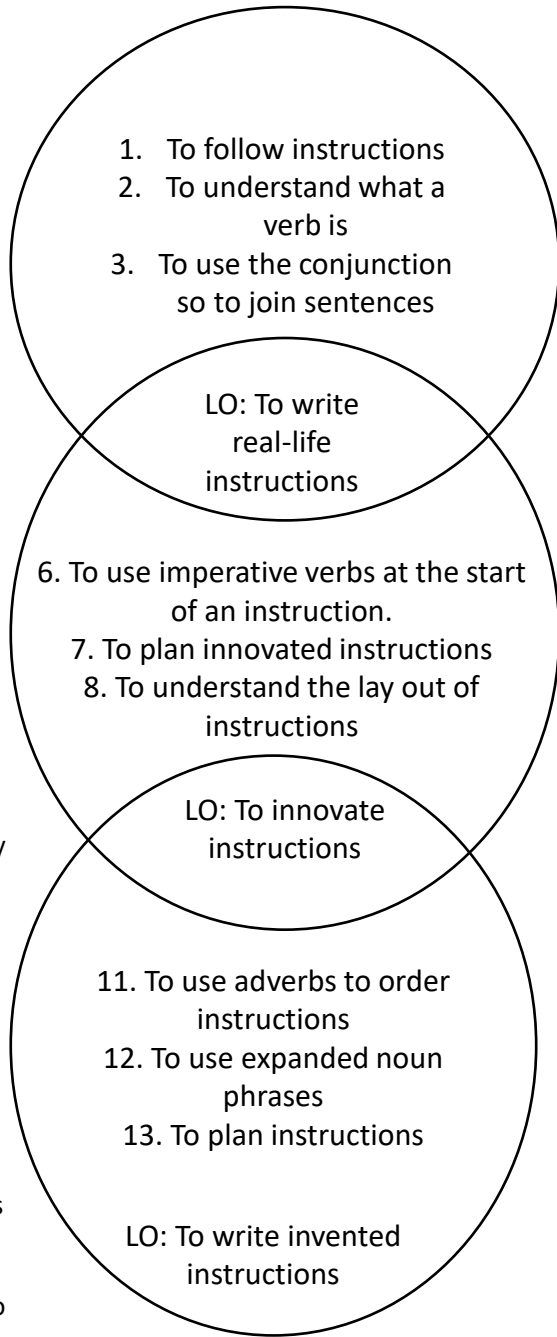 1. To follow instructions
2. To understand what a
verb is
3. To use the conjunction
so to join sentences
LO: To write
real-life
instructions
6. To use imperative verbs at the start
of an instruction.
7. To plan innovated instructions
8. To understand the lay out of
instructions
LO: To innovate
instructions
11. To use adverbs to order
instructions
12. To use expanded noun
phrases
13. To plan instructions
LO: To write invented
instructions